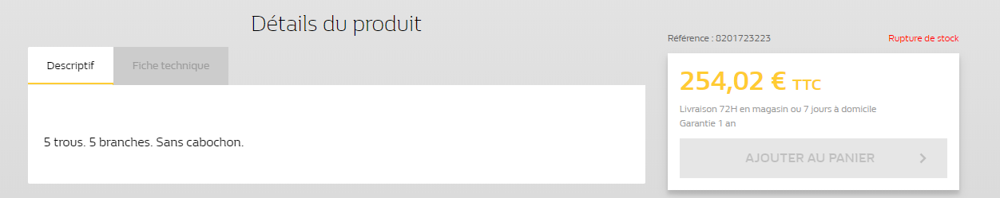 Détails du produit
Descriptif
Fiche technique
5 trous. 5 branches. Sans cabochon.
Référence : 8201723223
Rupture de stock
254,02 € TTC
Livraison 72H en magasin ou 7 jours à domicile
Garantie 1 an
AJOUTER AU PANIER